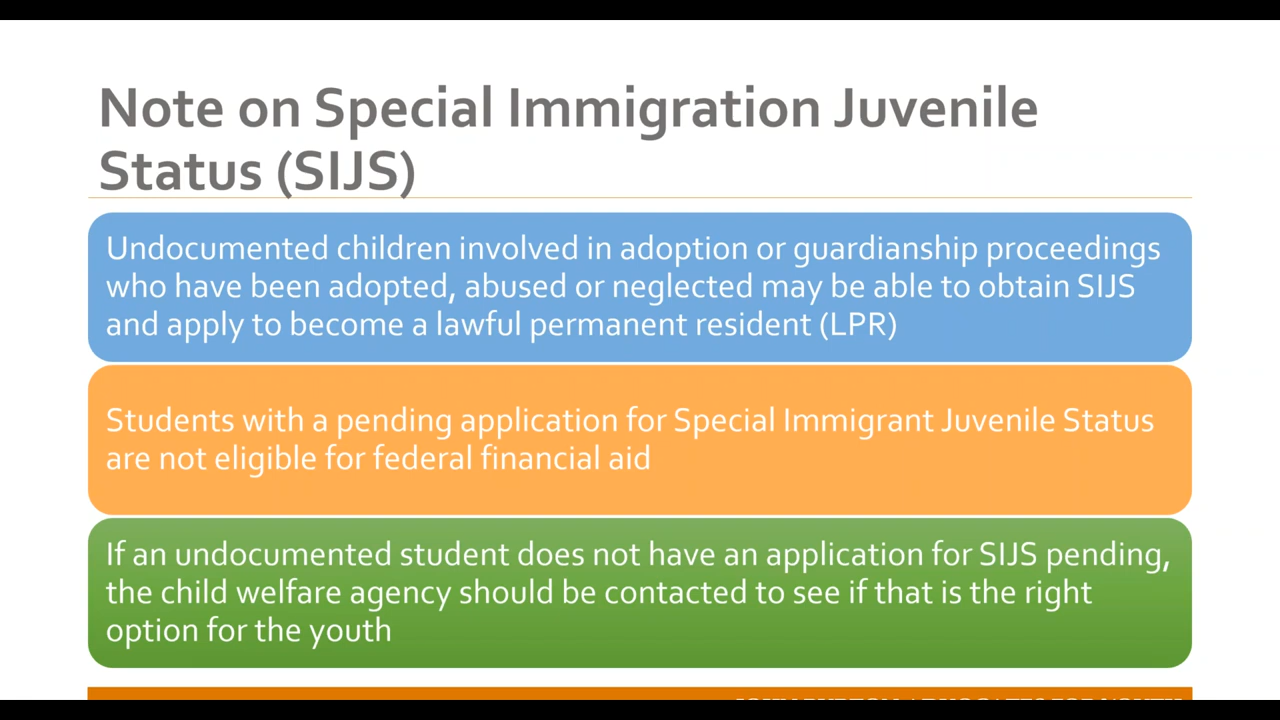 Note on Special Immigration Juvenile
Status (SIJS)
Undocumented children involved in adoption or guardianship proceedings
who have been adopted, abused or neglected may be able to obtain SIJS
and apply to become a lawful permanent resident (LPR)
Students with a pending application for Special Immigrant Juvenile Status
are not eligible for federal financial aid
If an undocumented student does not have an application for SIJS pending,
the child welfare agency should be contacted to see if that is the right
option for the youth